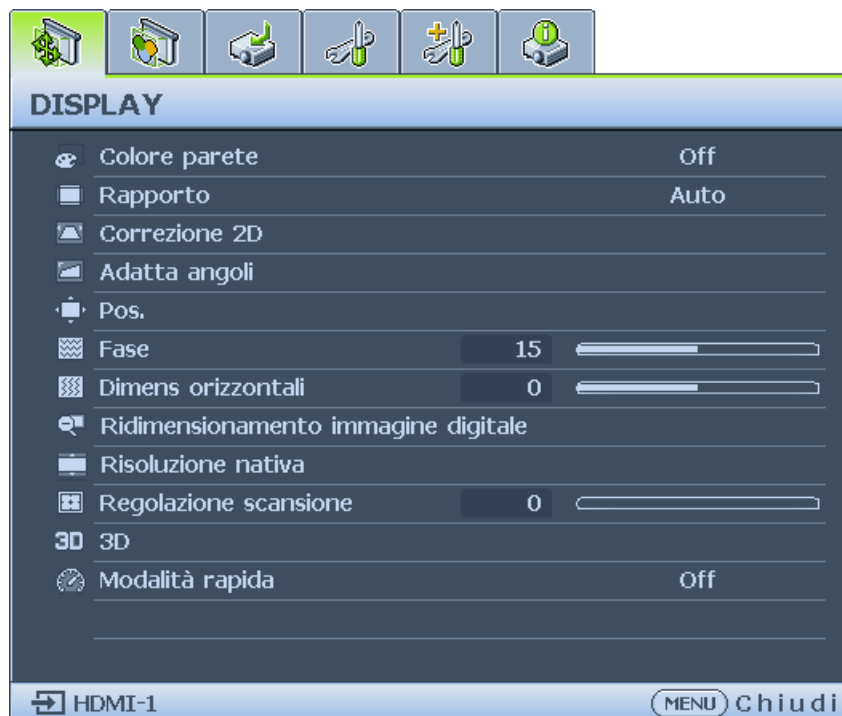 DISPLAY
Colore parete Off
Rapporto Auto
Correzione 2D
Adatta angoli
Pos.
Fase 15
Dimens orizzontali 0
Ridimensionamento immagine digitale
Risoluzione nativa
Regolazione scansione 0
3D 3D
Modalità rapida Off
HDMI-1 MENU Chiudi